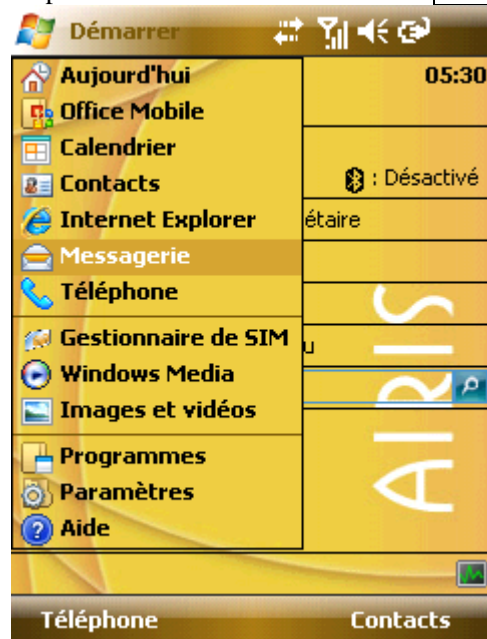 Démarrer
Aujourd'hui
05:30
Office Mobile
Calendrier
Contacts
: Désactivé
Internet Explorer
étaire
Messagerie
Téléphone
Gestionnaire de SIM
u
Windows Media
Images et vidéos
Programmes
Paramètres
Aide
AIRIS
Téléphone
Contacts